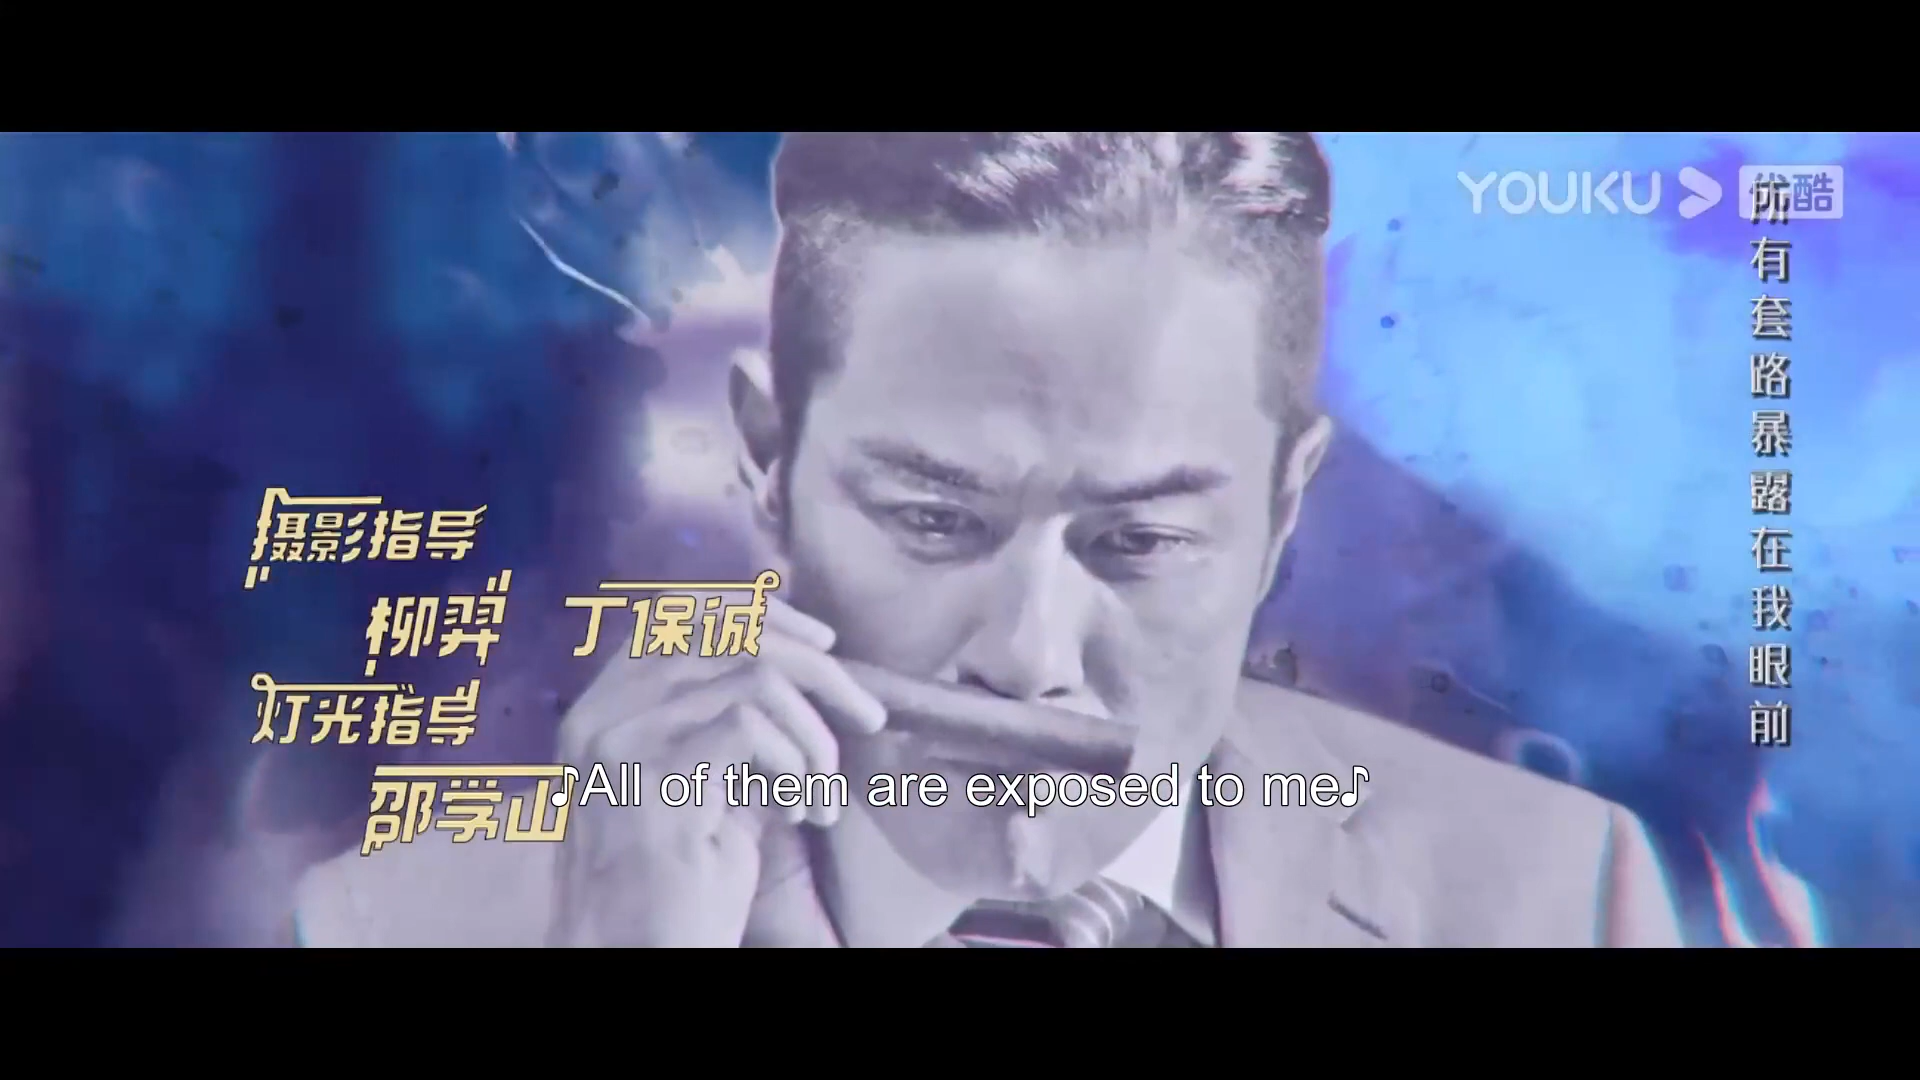 YOUKU 优酷
所有套路暴露在我眼前
摄影指导
柳羿 丁保诚
灯光指导
邵学山
♪All of them are exposed to me♪